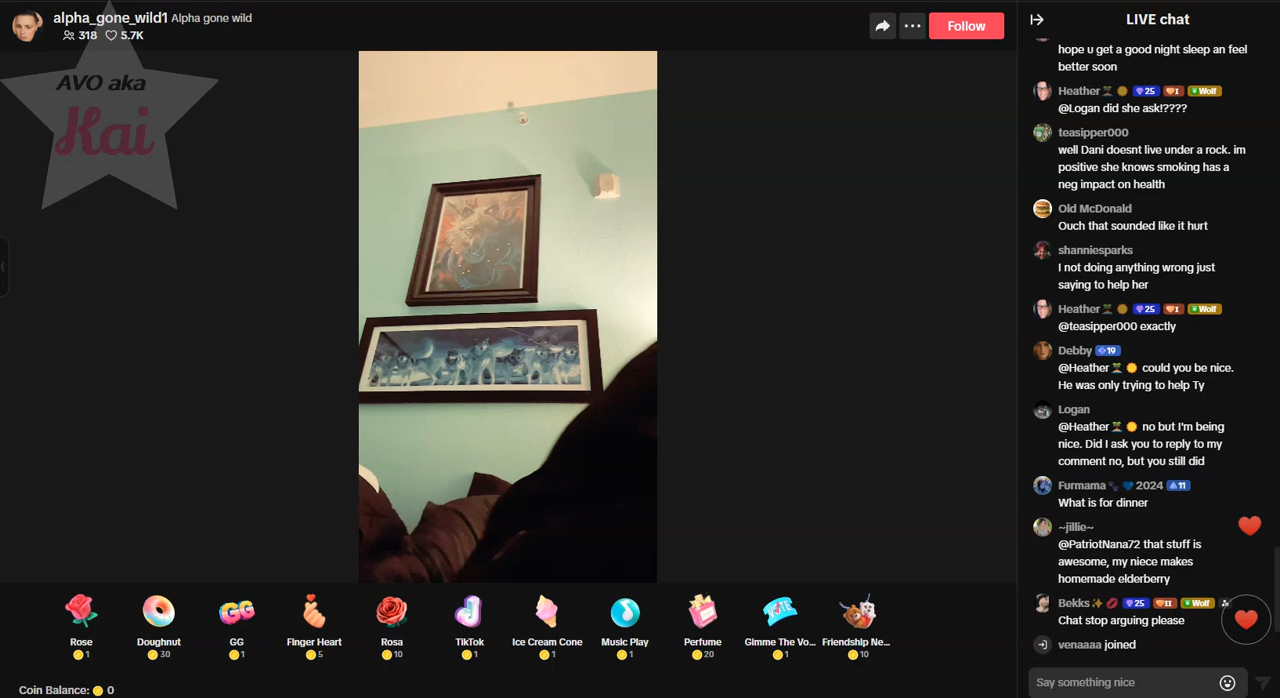 alpha_gone_wild1 Alpha gone wild
318 5.7K
Follow
AVO aka
Kai
LIVE chat
hope u get a good night sleep an feel
better soon
Heather 25 I Wolf
@Logan did she ask!????
teasipper000
well Dani doesnt live under a rock. im
positive she knows smoking has a
neg impact on health
Old McDonald
Ouch that sounded like it hurt
shanniesparks
I not doing anything wrong just
saying to help her
Heather 25 I Wolf
@teasipper000 exactly
Debby 19
@Heather could you be nice.
He was only trying to help Ty
Logan
@Heather no but I'm being
nice. Did I ask you to reply to my
comment no, but you still did
Furmama 2024 11
What is for dinner
~jillie~
@PatriotNana72 that stuff is
awesome, my niece makes
homemade elderberry
Bekks 25 II Wolf
Chat stop arguing please
venaaaa joined
Say something nice
Rose
1
Doughnut
30
GG
GG
1
Finger Heart
5
Rosa
10
TikTok
1
Ice Cream Cone
1
Music Play
1
Perfume
20
VOTE
Gimme The Vo...
1
Friendship Ne...
10
Coin Balance: 0